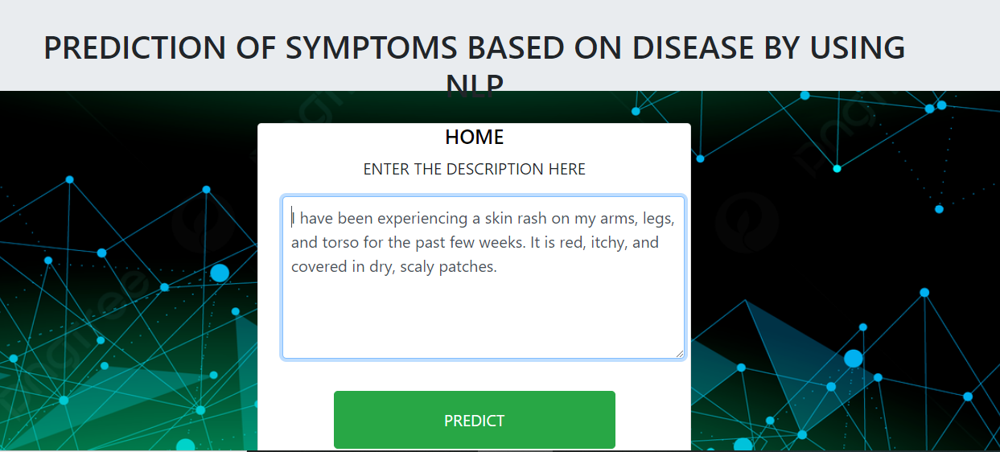 PREDICTION OF SYMPTOMS BASED ON DISEASE BY USING
NLP
HOME
ENTER THE DESCRIPTION HERE
I have been experiencing a skin rash on my arms, legs,
and torso for the past few weeks. It is red, itchy, and
covered in dry, scaly patches.
PREDICT
pngtree